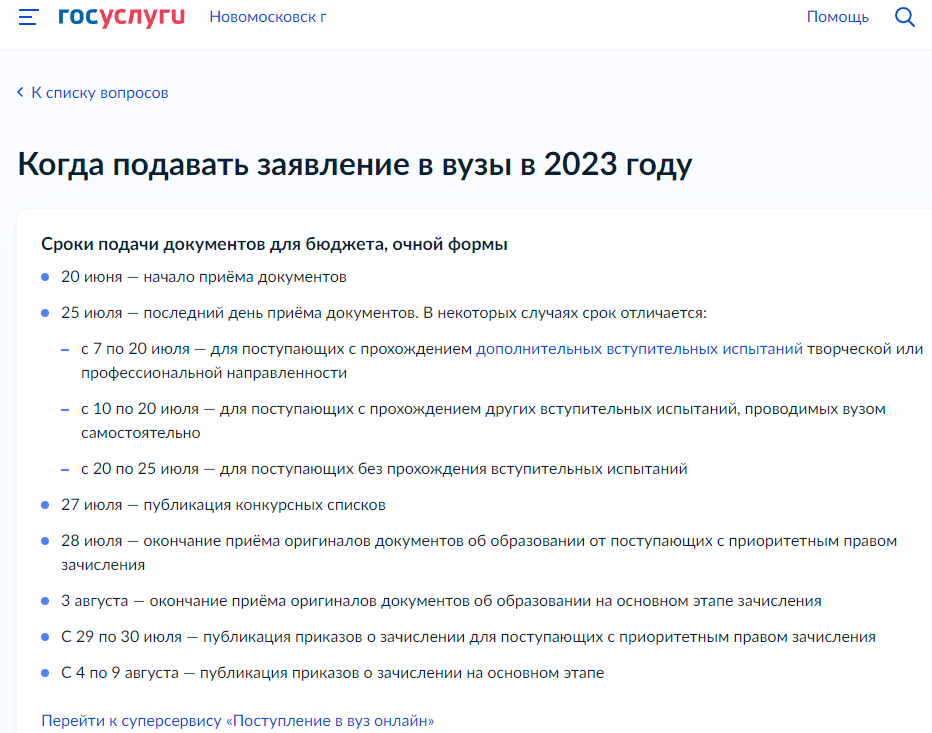 госуслуги Новомосковск г Помощь
К списку вопросов
Когда подавать заявление в вузы в 2023 году
Сроки подачи документов для бюджета, очной формы
20 июня — начало приёма документов
25 июля — последний день приёма документов. В некоторых случаях срок отличается:
с 7 по 20 июля — для поступающих с прохождением дополнительных вступительных испытаний творческой или
профессиональной направленности
с 10 по 20 июля — для поступающих с прохождением других вступительных испытаний, проводимых вузом
самостоятельно
с 20 по 25 июля — для поступающих без прохождения вступительных испытаний
27 июля — публикация конкурсных списков
28 июля — окончание приёма оригиналов документов об образовании от поступающих с приоритетным правом
зачисления
3 августа — окончание приёма оригиналов документов об образовании на основном этапе зачисления
С 29 по 30 июля — публикация приказов о зачислении для поступающих с приоритетным правом зачисления
С 4 по 9 августа — публикация приказов о зачислении на основном этапе
Перейти к суперсервису «Поступление в вуз онлайн»